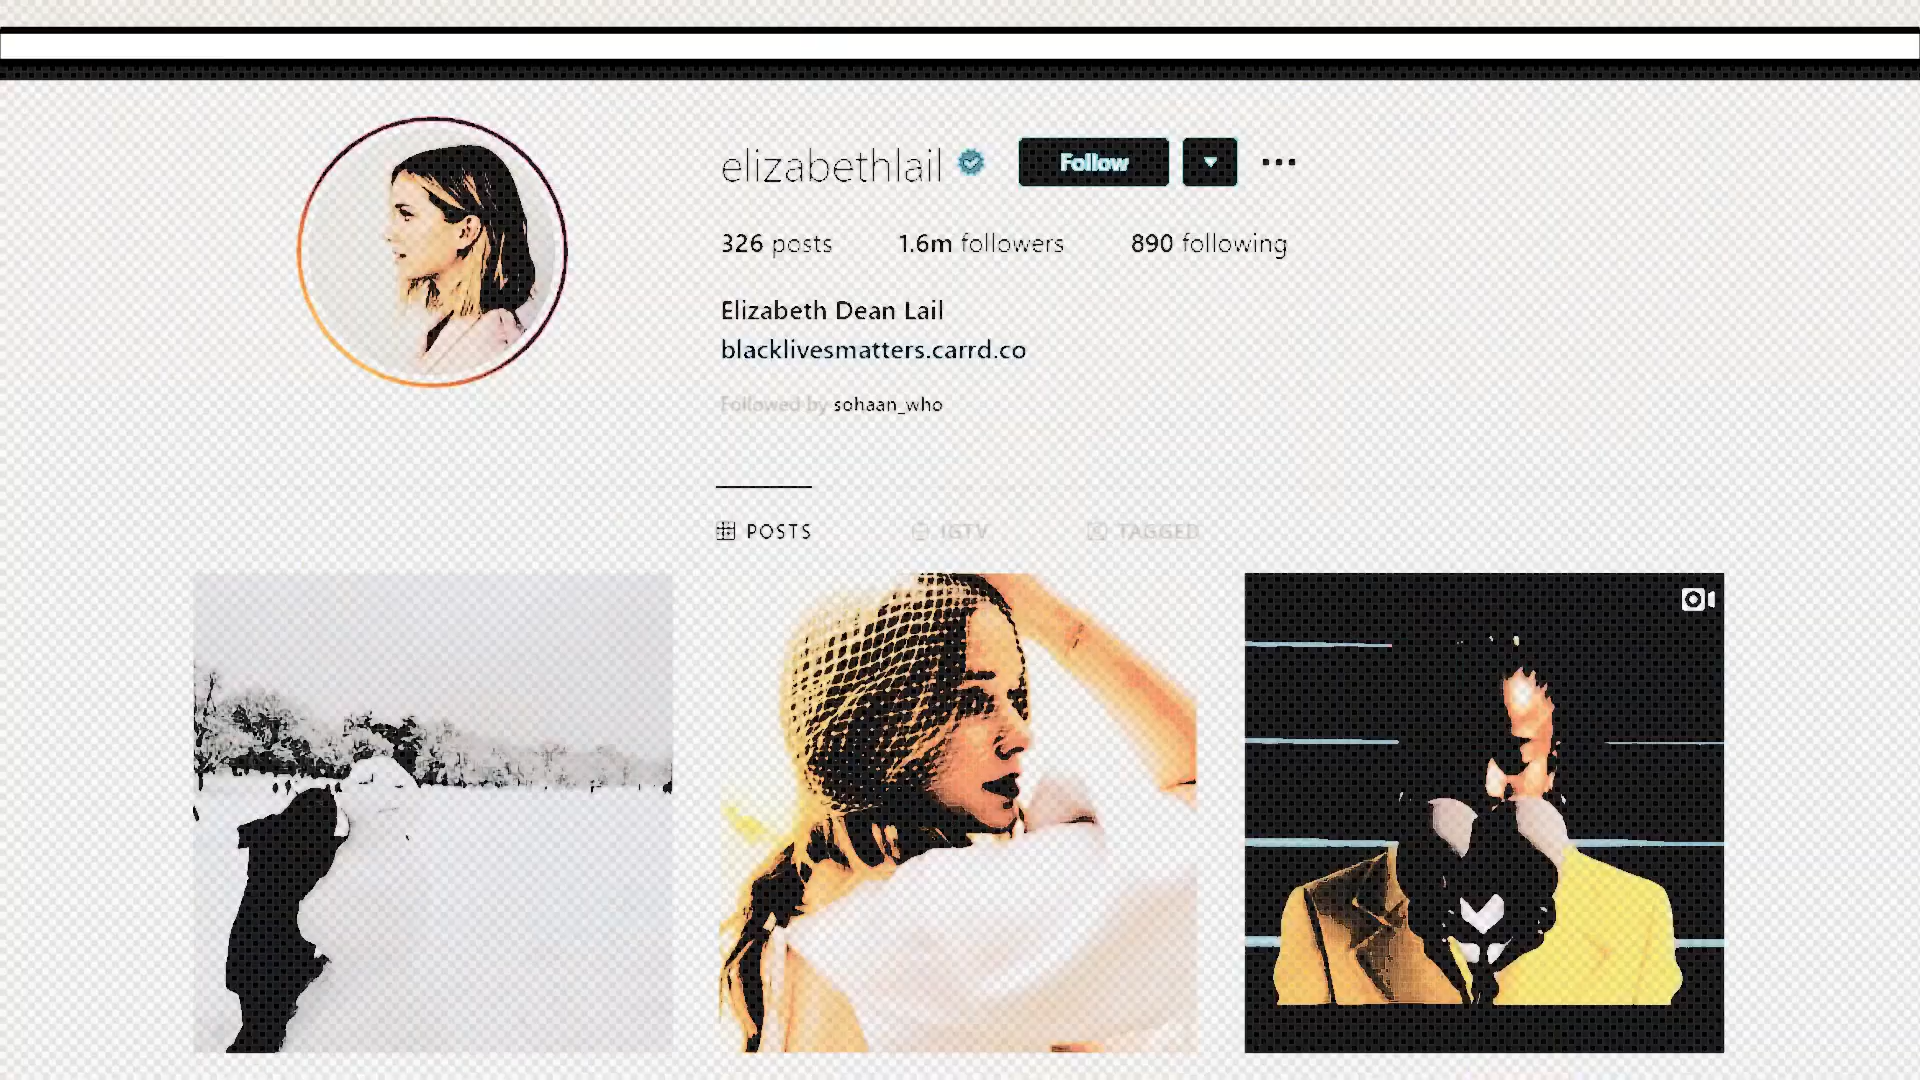 elizabethlail Follow
326 posts 1.6m followers 890 following
Elizabeth Dean Lail
blacklivesmatters.carrd.co
Followed by sohaan_who
POSTS IGTV TAGGED